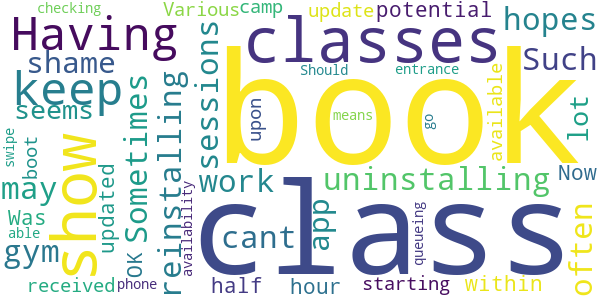 checking
Various
camp
update
potential
hopes
Having
classes
Such
shame
keep
seems
Sometimes
reinstalling
sessions
Should
entrance
book
upon
means
go
available
lot
swipe
boot
show
updated
may
Was
able
gym
OK
availability
work
uninstalling
Now
cant
app
class
queueing
often
received
phone
half
hour
starting
within